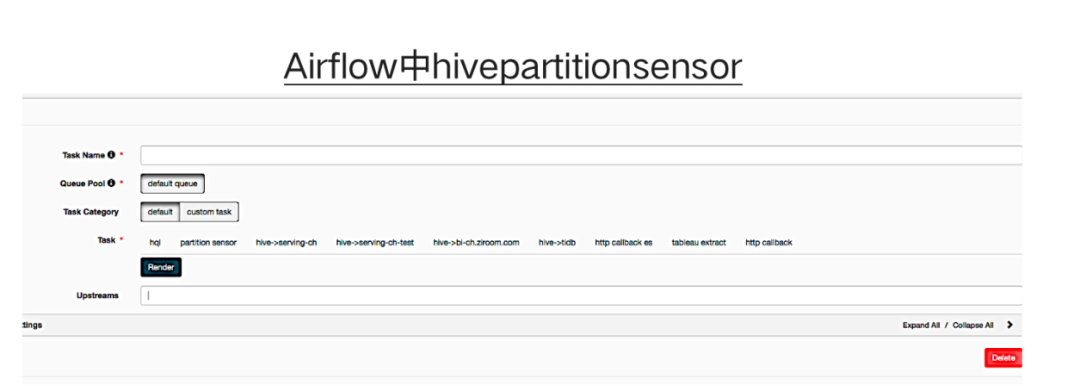 Airflow中hivepartitionsensor
Task Name *
Queue Pool * default queue
Task Category default custom task
Task * hql partition sensor hive->serving-ch hive->serving-ch-test hive->bi-ch.ziroom.com hive->tidb http callback es tableau extract http callback
Render
Upstreams
tings Expand All / Collapse All
Delete